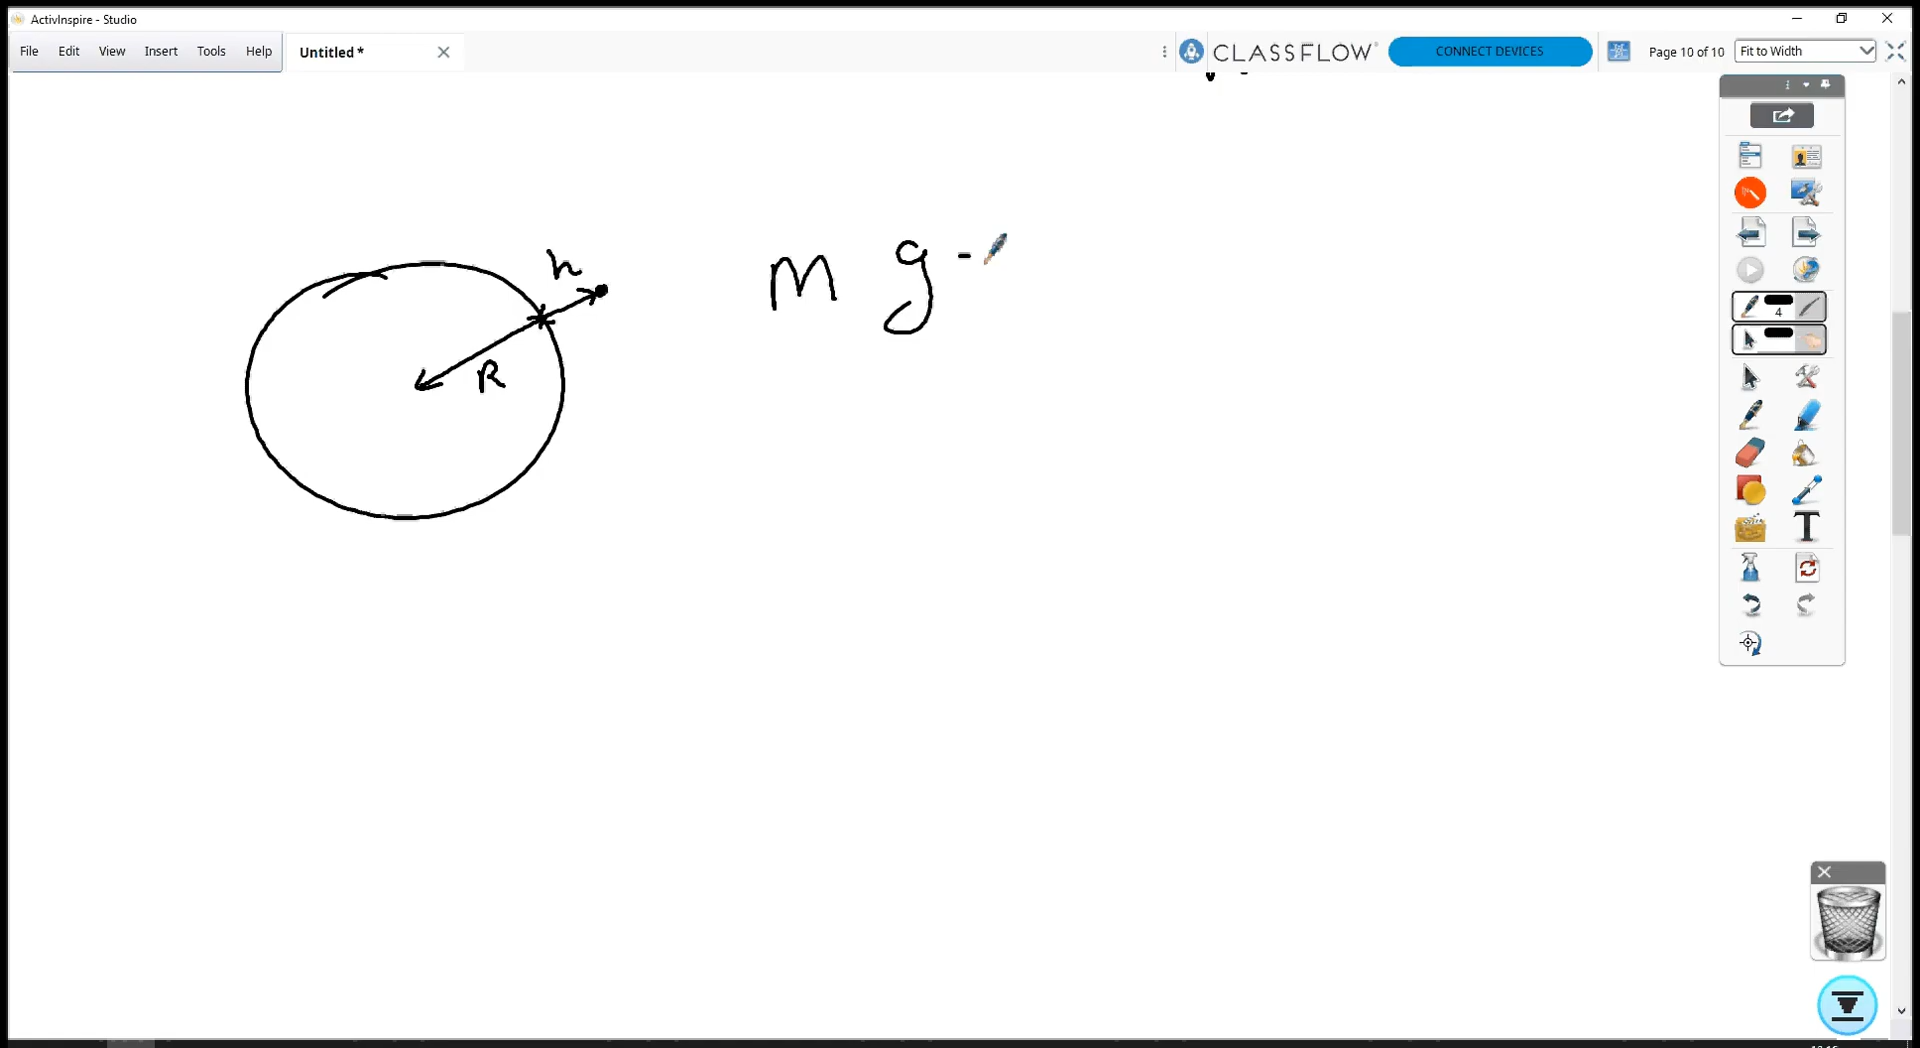 ActivInspire - Studio
File Edit View Insert Tools Help Untitled * CLASSFLOW CONNECT DEVICES Page 10 of 10 Fit to Width
h
R
m g -
4
T